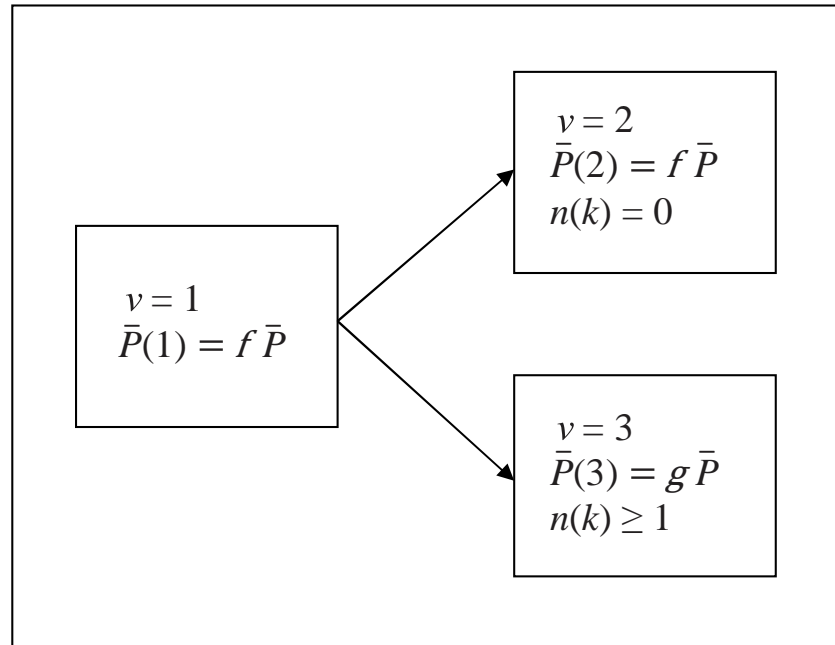 v = 1
P̄(1) = f P̄
v = 2
P̄(2) = f P̄
n(k) = 0
v = 3
P̄(3) = g P̄
n(k) ≥ 1